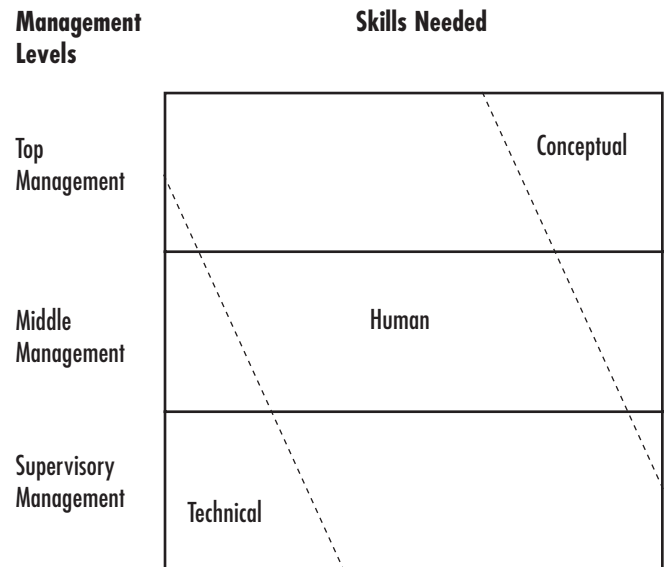 Management
Levels
Skills Needed
Top
Management
Conceptual
Middle
Management
Human
Supervisory
Management
Technical